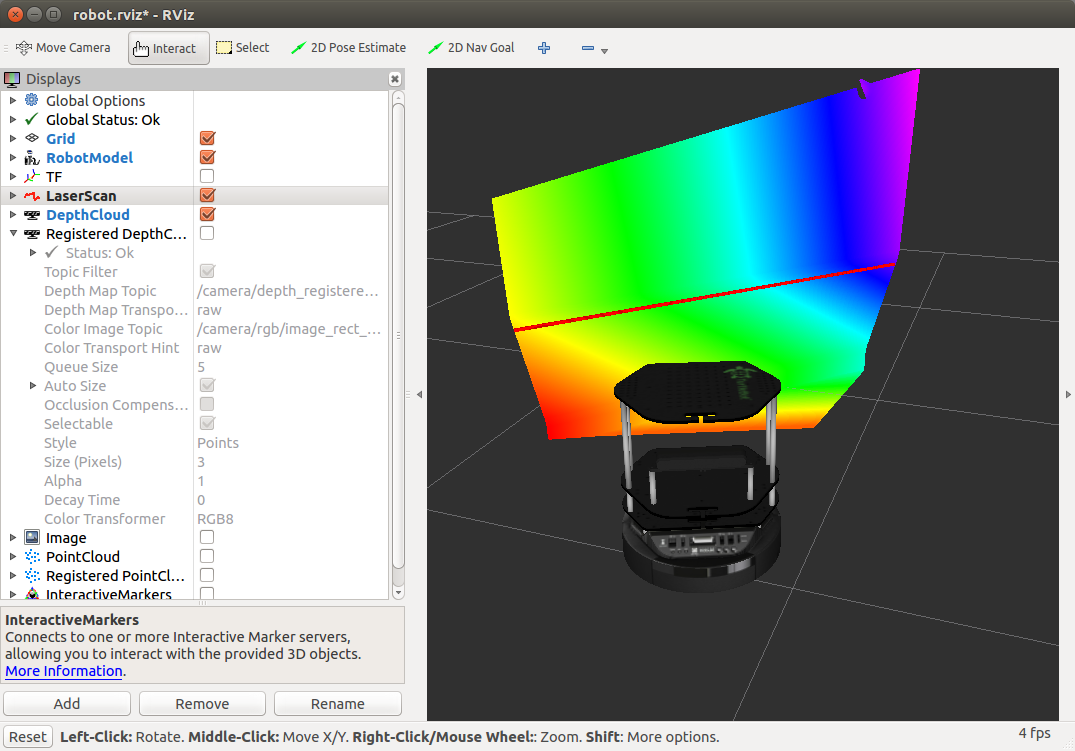 robot.rviz* - RViz
Move Camera Interact Select 2D Pose Estimate 2D Nav Goal
Displays
Global Options
Global Status: Ok
Grid
RobotModel
TF
LaserScan
DepthCloud
Registered DepthC...
Status: Ok
Topic Filter
Depth Map Topic /camera/depth_registere...
Depth Map Transpo... raw
Color Image Topic /camera/rgb/image_rect_...
Color Transport Hint raw
Queue Size 5
Auto Size
Occlusion Compens...
Selectable
Style Points
Size (Pixels) 3
Alpha 1
Decay Time 0
Color Transformer RGB8
Image
PointCloud
Registered PointCl...
InteractiveMarkers
InteractiveMarkers
Connects to one or more Interactive Marker servers,
allowing you to interact with the provided 3D objects.
More Information.
Add Remove Rename
Reset Left-Click: Rotate. Middle-Click: Move X/Y. Right-Click/Mouse Wheel:: Zoom. Shift: More options. 4 fps